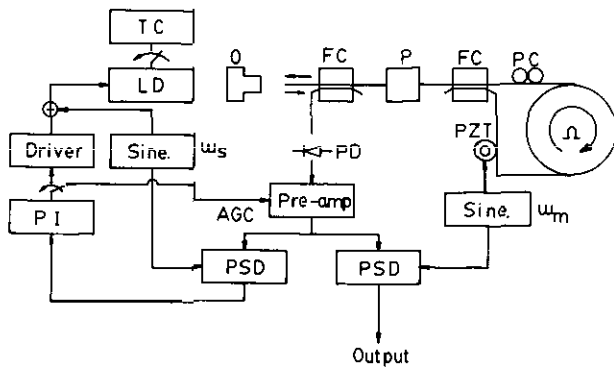 TC
LD
O
FC
P
FC
PC
Driver
Sine.
ωs
PD
PZT
Ω
PI
AGC
Pre-amp
Sine.
ωm
PSD
PSD
Output